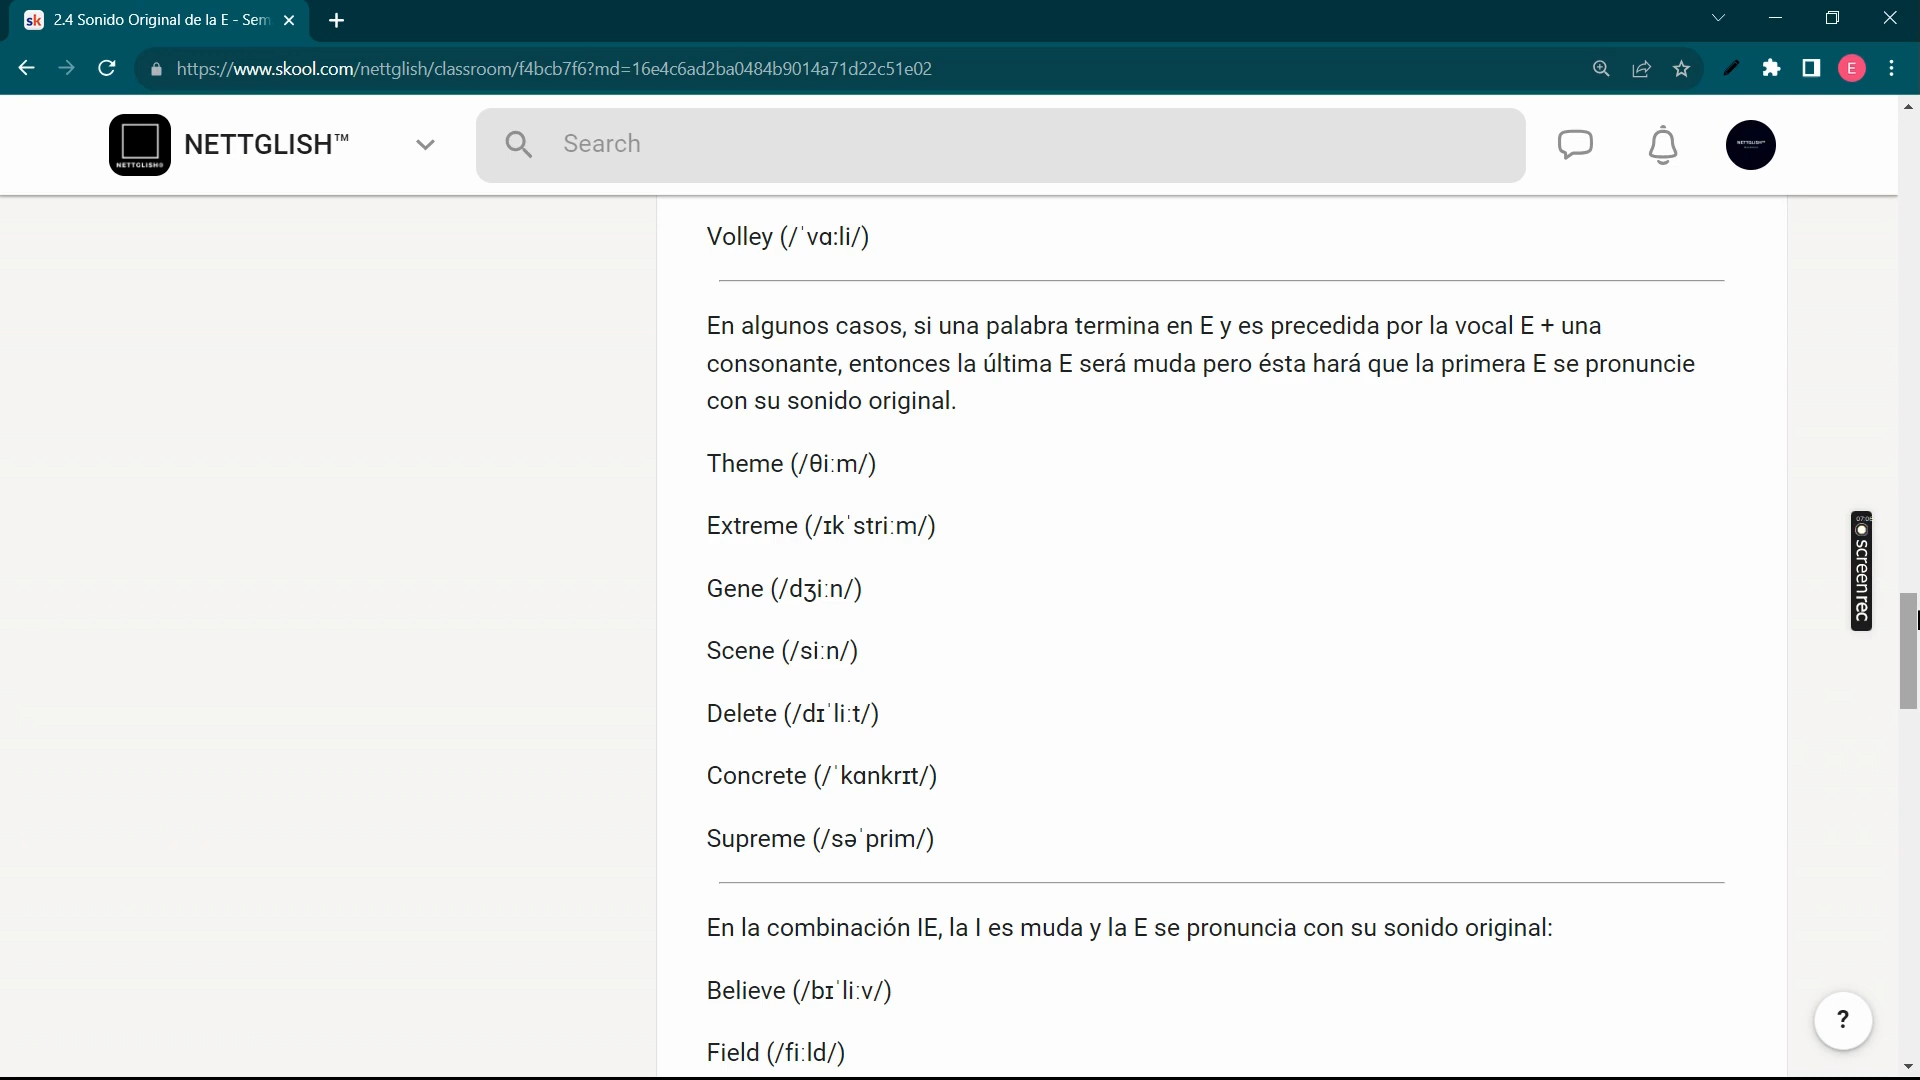 sk 2.4 Sonido Original de la E - Sem
https://www.skool.com/nettglish/classroom/f4bcb7f6?md=16e4c6ad2ba0484b9014a71d22c51e02
E
NETTGLISH®
NETTGLISH™
Search
Volley (/ˈvɑ:li/)
En algunos casos, si una palabra termina en E y es precedida por la vocal E + una
consonante, entonces la última E será muda pero ésta hará que la primera E se pronuncie
con su sonido original.
Theme (/θiːm/)
Extreme (/ɪkˈstriːm/)
Gene (/dʒiːn/)
Scene (/siːn/)
Delete (/dɪˈliːt/)
Concrete (/ˈkɑnkrɪt/)
Supreme (/səˈprim/)
En la combinación IE, la I es muda y la E se pronuncia con su sonido original:
Believe (/bɪˈliːv/)
Field (/fiːld/)
screenrec
?